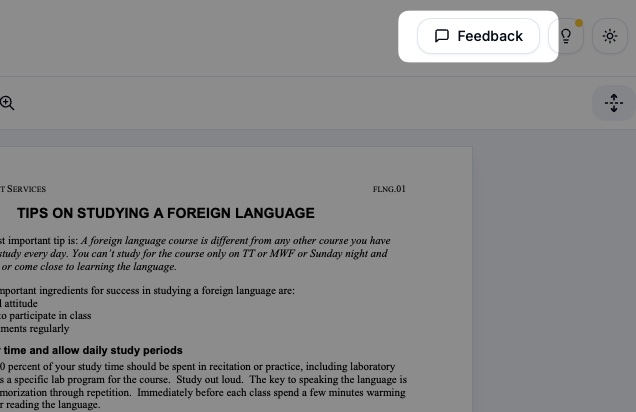 Feedback
T SERVICES
FLNG.01
TIPS ON STUDYING A FOREIGN LANGUAGE
st important tip is: A foreign language course is different from any other course you have
study every day. You can't study for the course only on TT or MWF or Sunday night and
or come close to learning the language.
mportant ingredients for success in studying a foreign language are:
l attitude
to participate in class
ments regularly
time and allow daily study periods
0 percent of your study time should be spent in recitation or practice, including laboratory
s a specific lab program for the course. Study out loud. The key to speaking the language is
morization through repetition. Immediately before each class spend a few minutes warming
r reading the language.